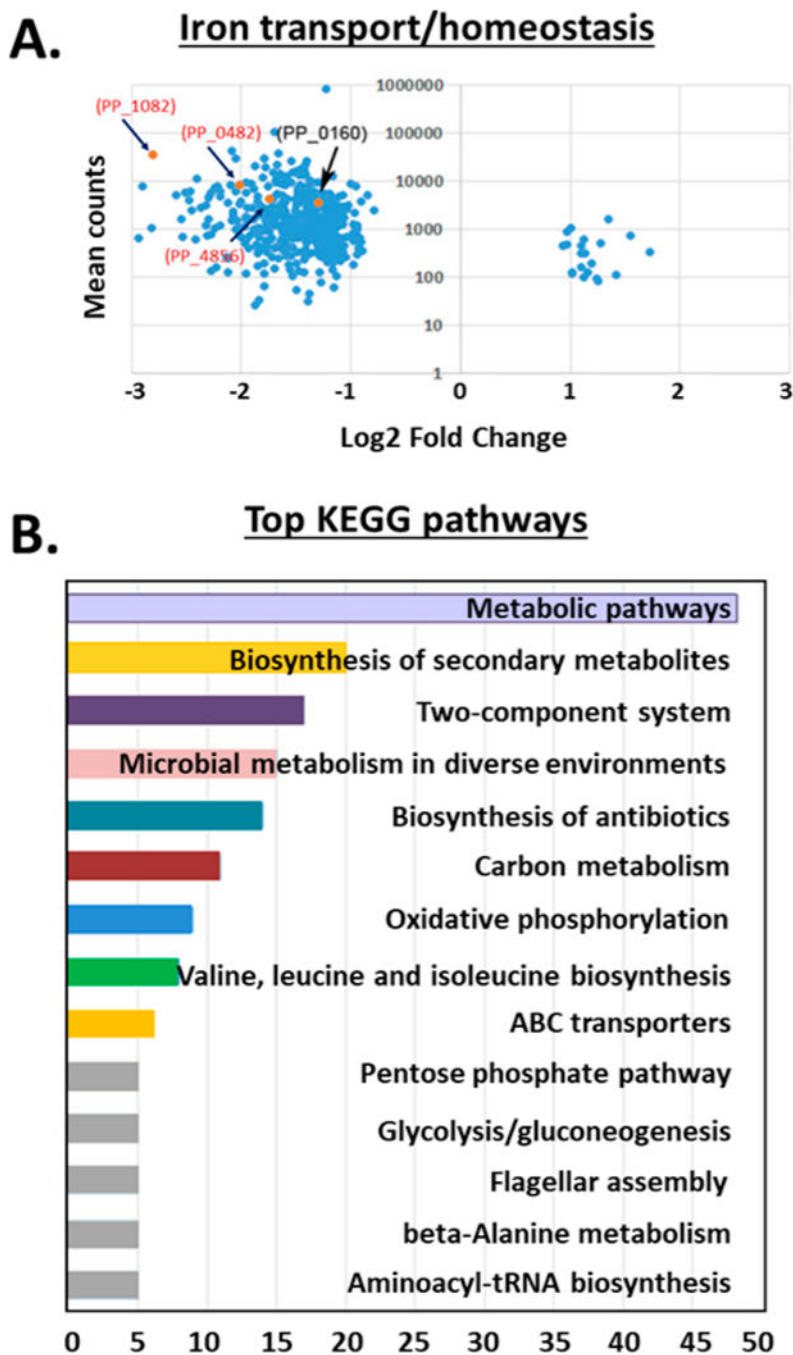 A.
Iron transport/homeostasis
1000000
(PP_1082)
(PP_0482)
(PP_0160)
100000
10000
1000
(PP_4856)
100
10
1
Mean counts
-3 -2 -1 0 1 2 3
Log2 Fold Change
B.
Top KEGG pathways
Metabolic pathways
Biosynthesis of secondary metabolites
Two-component system
Microbial metabolism in diverse environments
Biosynthesis of antibiotics
Carbon metabolism
Oxidative phosphorylation
Valine, leucine and isoleucine biosynthesis
ABC transporters
Pentose phosphate pathway
Glycolysis/gluconeogenesis
Flagellar assembly
beta-Alanine metabolism
Aminoacyl-tRNA biosynthesis
0 5 10 15 20 25 30 35 40 45 50